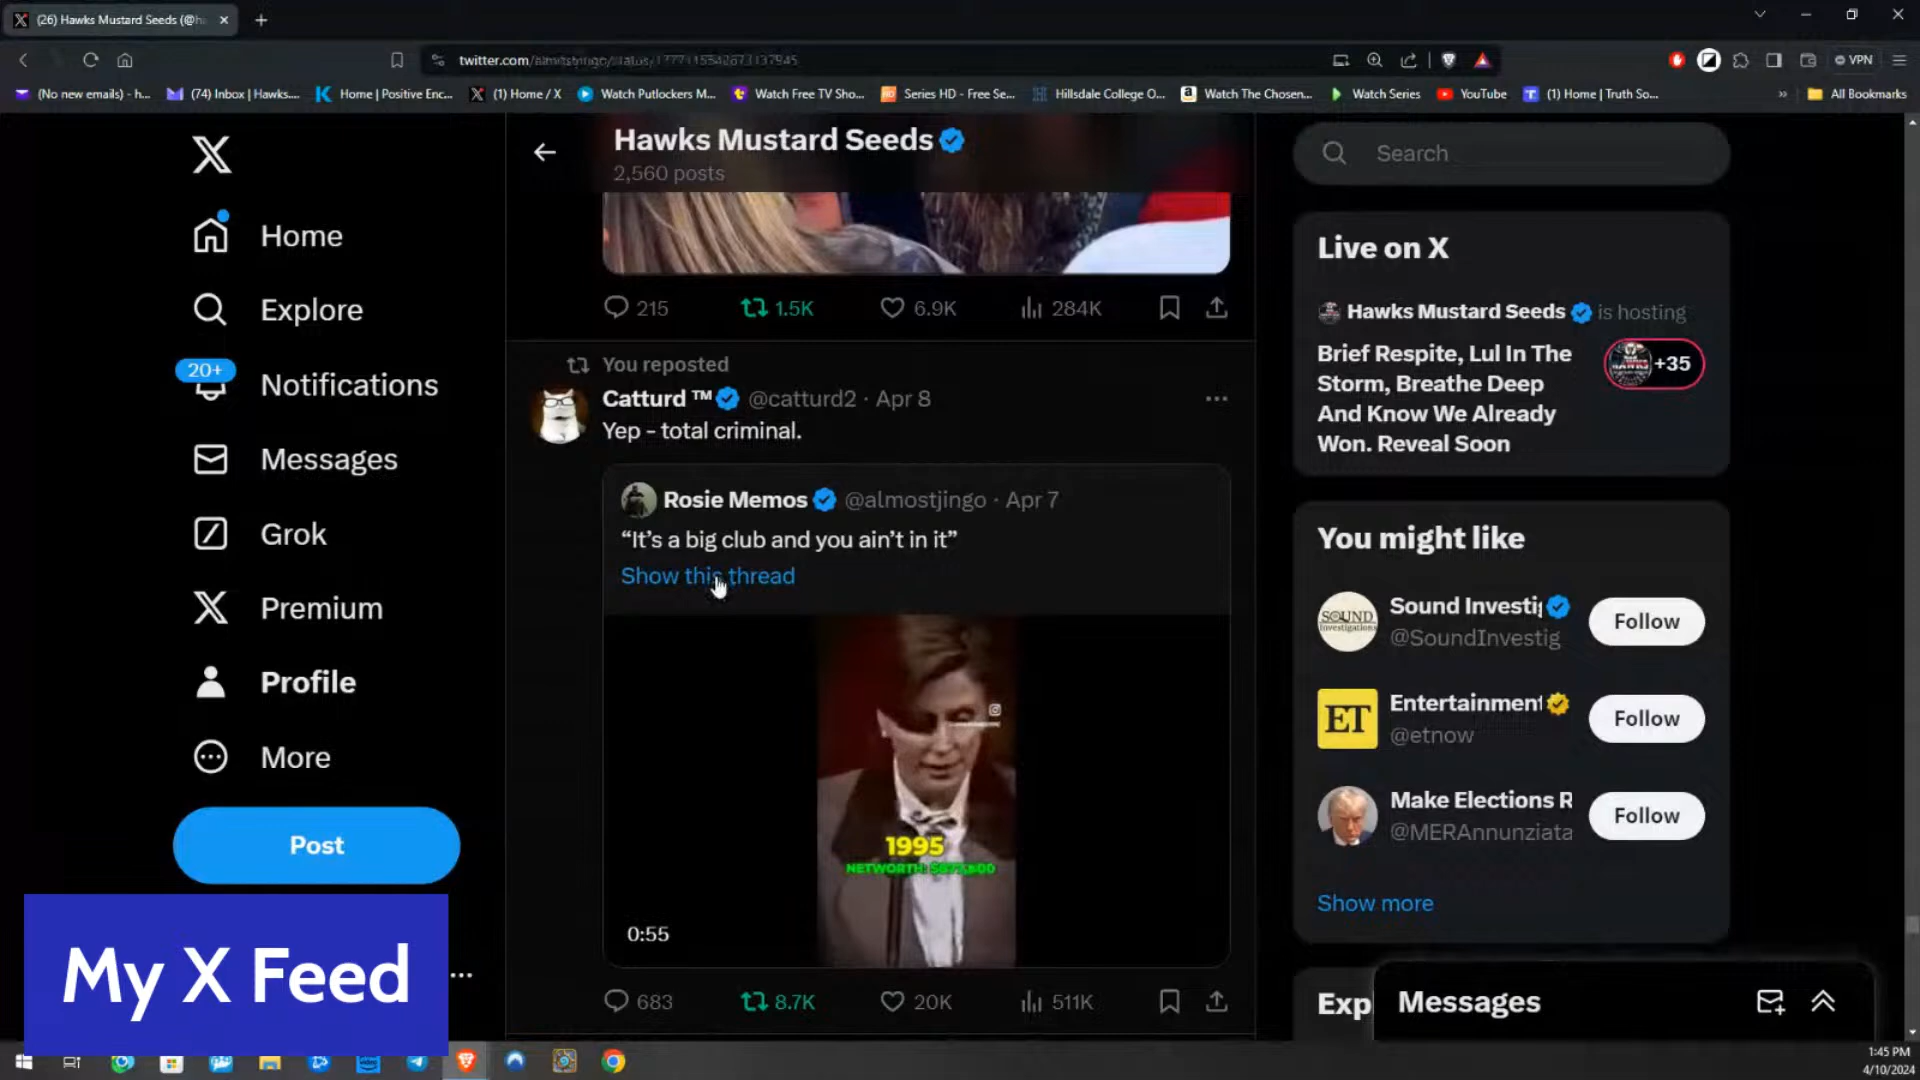 (26) Hawks Mustard Seeds (@h
twitter.com/almostjingo/status/
VPN
(No new emails) - h...
(74) Inbox | Hawks....
Home | Positive Enc...
(1) Home / X
Watch Putlockers M...
Watch Free TV Sho...
Series HD - Free Se...
Hillsdale College O...
Watch The Chosen...
Watch Series
YouTube
(1) Home | Truth So...
»
All Bookmarks
Hawks Mustard Seeds
2,560 posts
Search
Home
Explore
20+
Notifications
Messages
Grok
Premium
Profile
More
Post
My X Feed
215
1.5K
6.9K
284K
You reposted
Catturd ™ @catturd2 · Apr 8
Yep - total criminal.
Rosie Memos @almostjingo · Apr 7
“It’s a big club and you ain’t in it”
Show this thread
1995
NETWORTH:
0:55
683
8.7K
20K
511K
Live on X
Hawks Mustard Seeds is hosting
Brief Respite, Lul In The
Storm, Breathe Deep
And Know We Already
Won. Reveal Soon
+35
You might like
SOUND
Investigations
Sound Investig
@SoundInvestig
Follow
ET
Entertainment
@etnow
Follow
Make Elections R
@MERAnnunziata
Follow
Show more
Exp
Messages
1:45 PM
4/10/2024